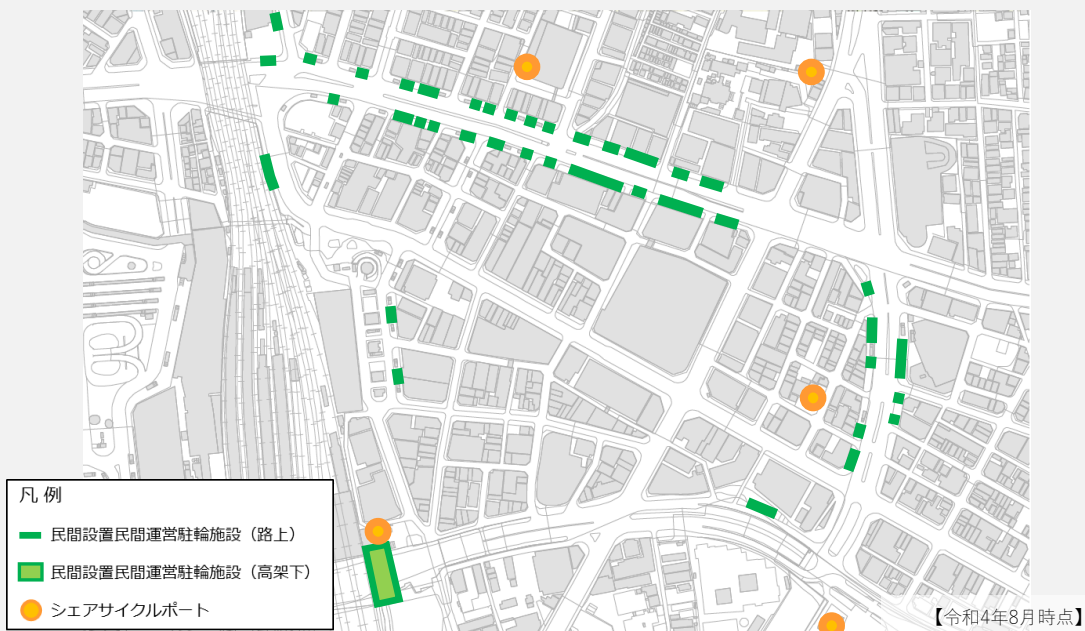 凡 例
民間設置民間運営駐輪施設（路上）
民間設置民間運営駐輪施設（高架下）
シェアサイクルポート
【令和4年8月時点】